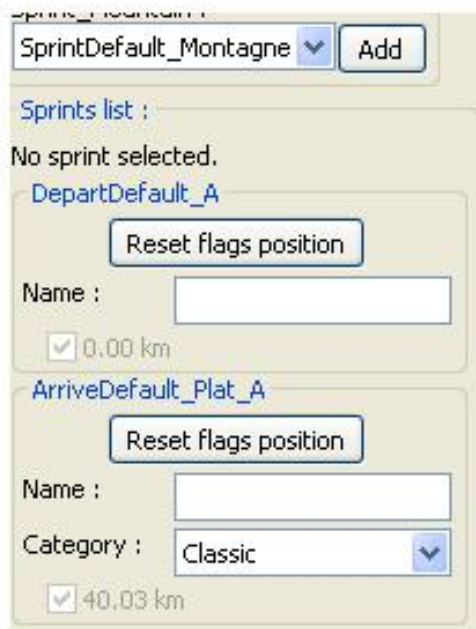 Sprint_Mountain :
SprintDefault_Montagne Add
Sprints list :
No sprint selected.
DepartDefault_A
Reset flags position
Name :
0.00 km
ArriveDefault_Plat_A
Reset flags position
Name :
Category : Classic
40.03 km